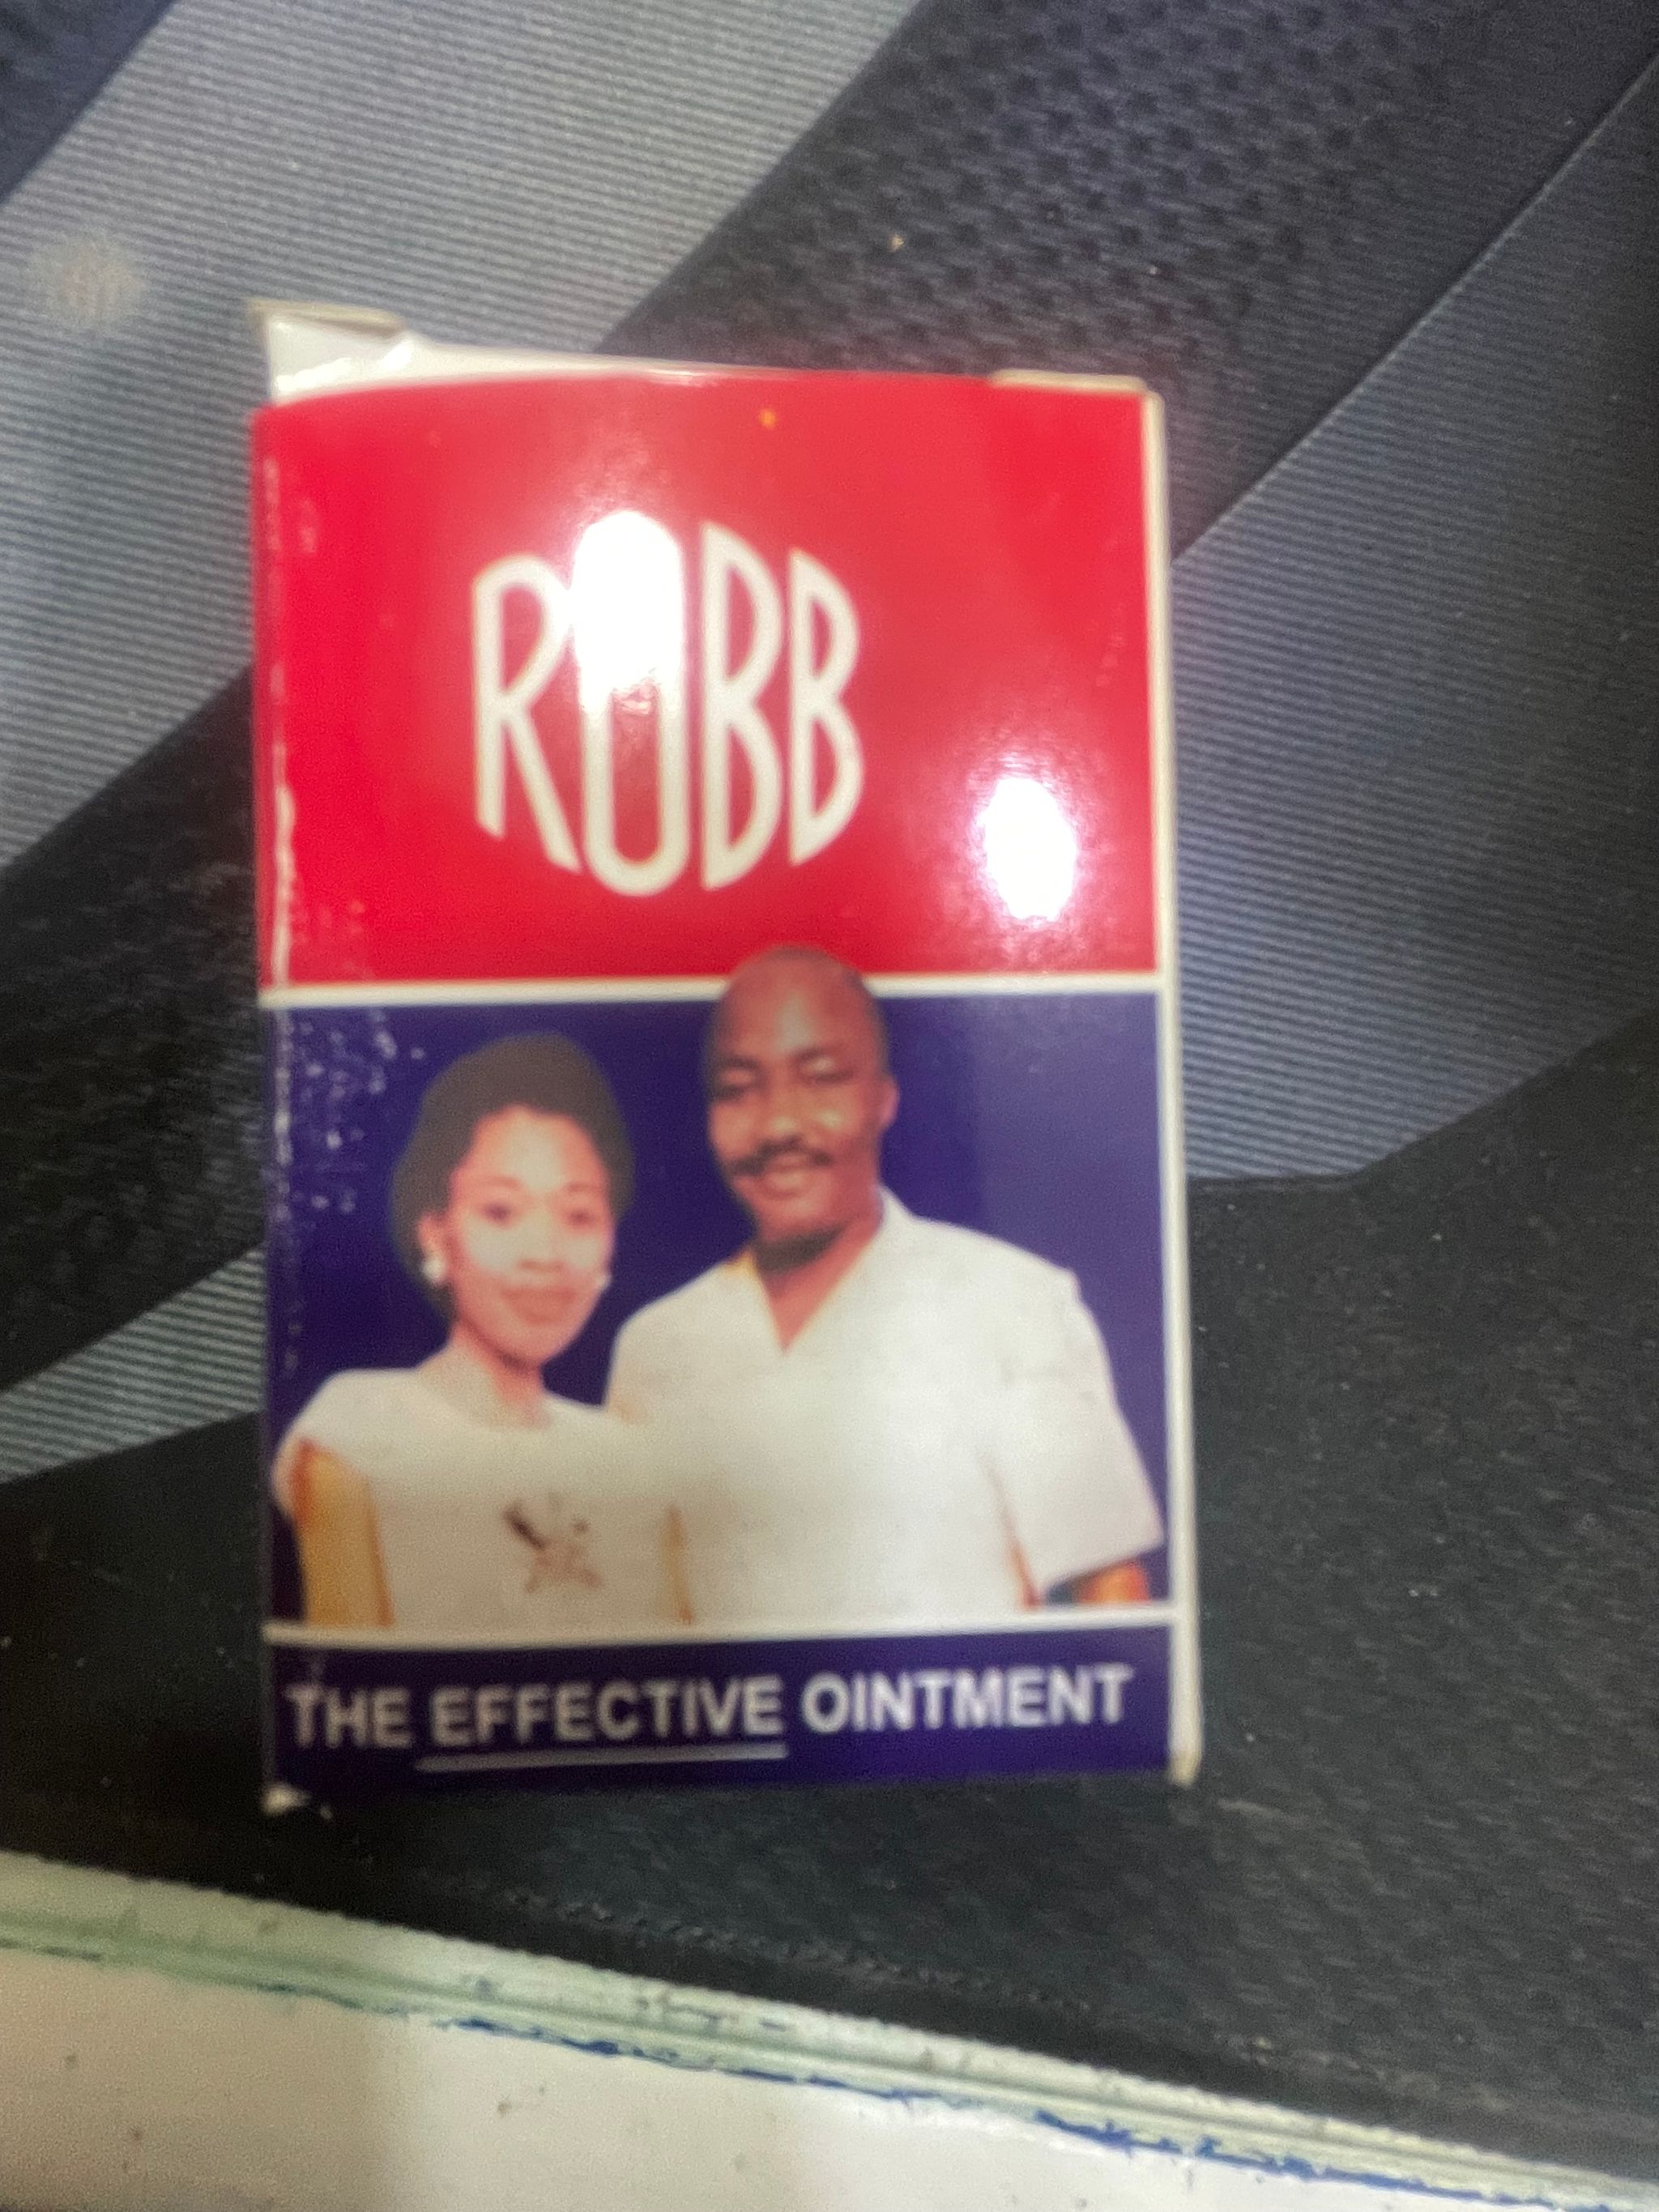 ROBB
THE EFFECTIVE OINTMENT